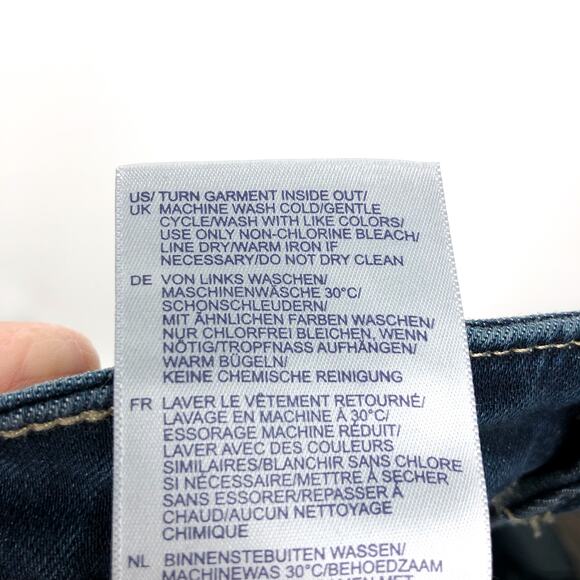 US/ TURN GARMENT INSIDE OUT/
UK MACHINE WASH COLD/GENTLE
CYCLE/WASH WITH LIKE COLORS/
USE ONLY NON-CHLORINE BLEACH/
LINE DRY/WARM IRON IF
NECESSARY/DO NOT DRY CLEAN
DE VON LINKS WASCHEN/
MASCHINENWÄSCHE 30°C/
SCHONSCHLEUDERN/
MIT ÄHNLICHEN FARBEN WASCHEN/
NUR CHLORFREI BLEICHEN, WENN
NÖTIG/TROPFNASS AUFHÄNGEN/
WARM BÜGELN/
KEINE CHEMISCHE REINIGUNG
FR LAVER LE VÊTEMENT RETOURNÉ/
LAVAGE EN MACHINE À 30°C/
ESSORAGE MACHINE RÉDUIT/
LAVER AVEC DES COULEURS
SIMILAIRES/BLANCHIR SANS CHLORE
SI NÉCESSAIRE/METTRE À SÉCHER
SANS ESSORER/REPASSER À
CHAUD/AUCUN NETTOYAGE
CHIMIQUE
NL BINNENSTEBUITEN WASSEN/
MACHINEWAS 30°C/BEHOEDZAAM